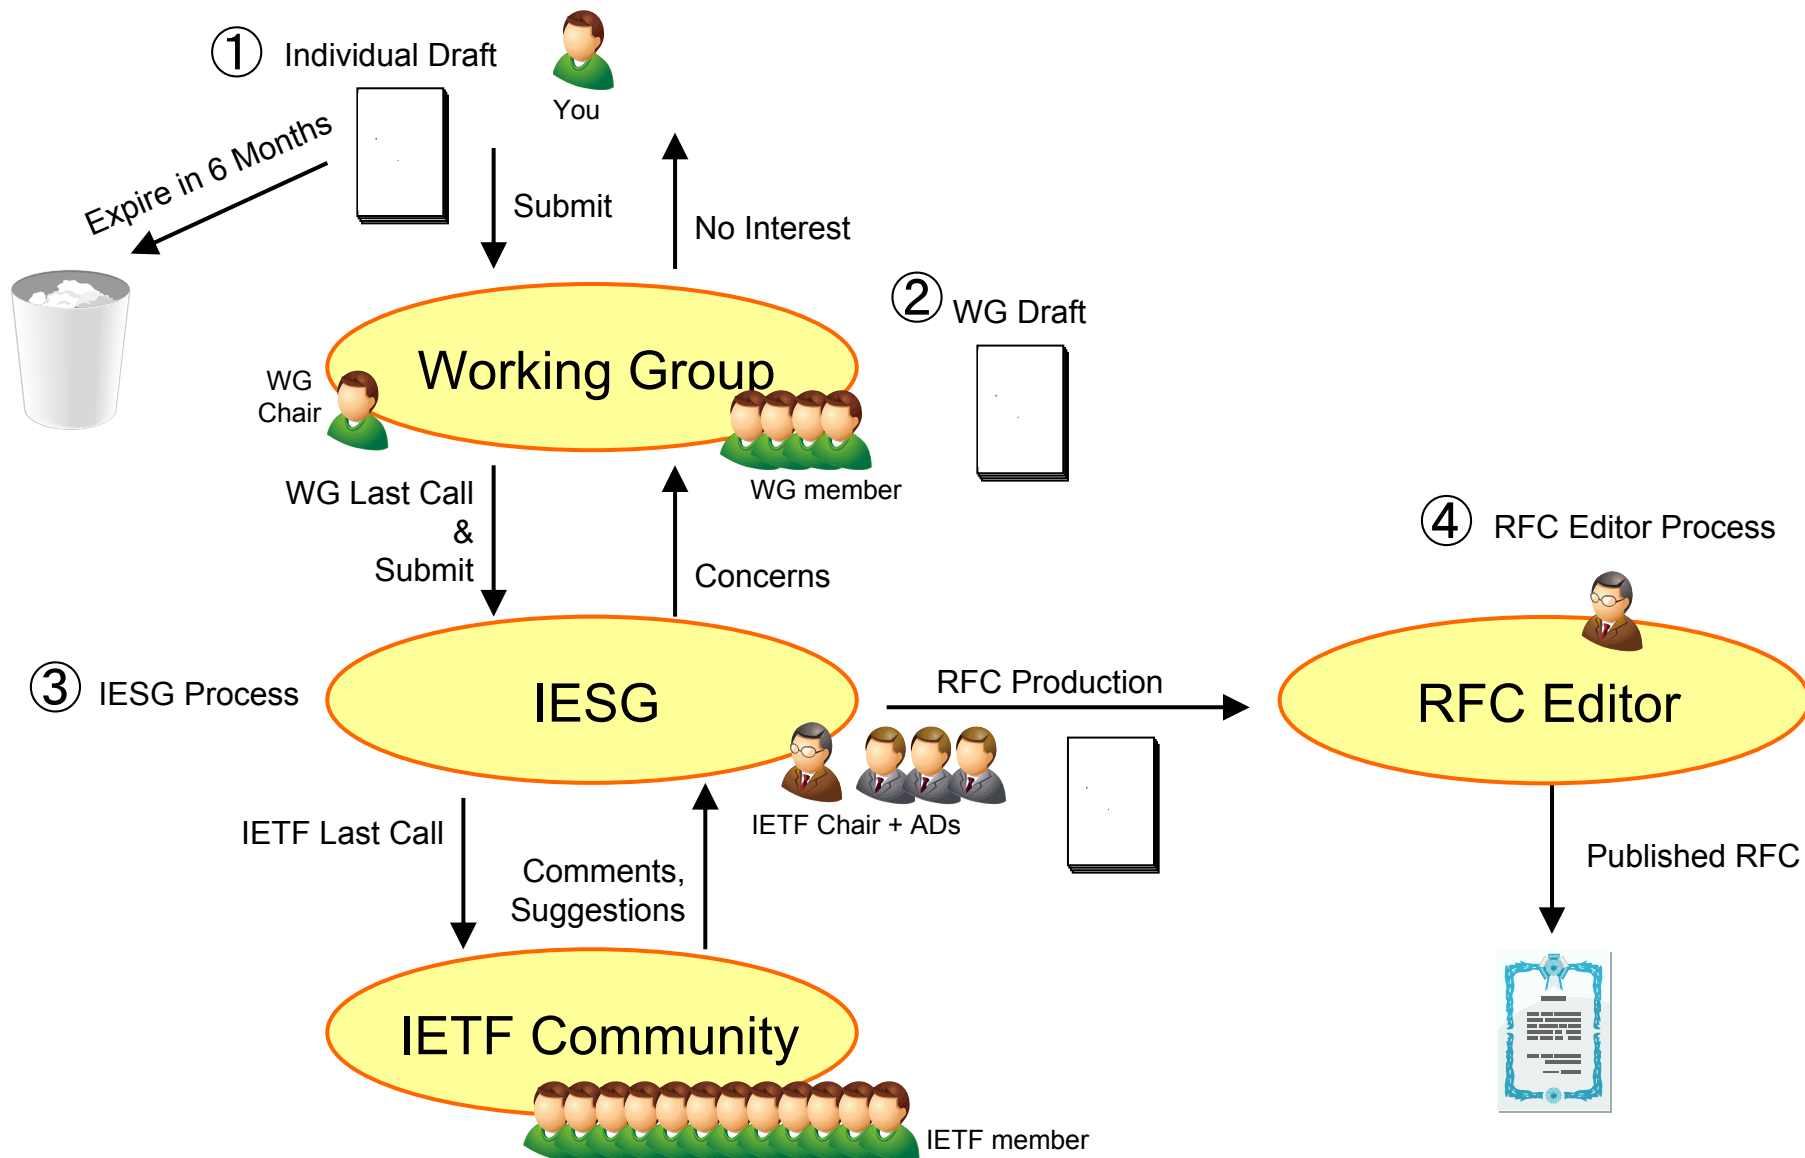 ① Individual Draft
You
Expire in 6 Months
Submit
No Interest
② WG Draft
Working Group
WG
Chair
WG member
WG Last Call
&
Submit
Concerns
④ RFC Editor Process
③ IESG Process
IESG
RFC Production
RFC Editor
IETF Chair + ADs
IETF Last Call
Comments,
Suggestions
Published RFC
IETF Community
IETF member